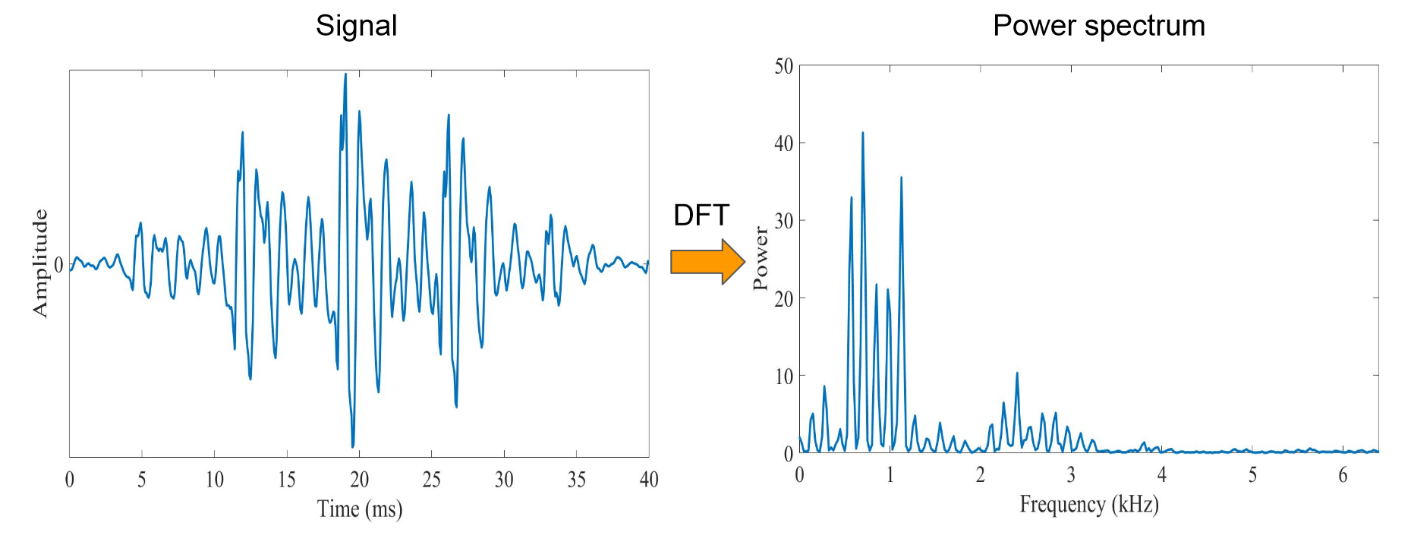 Signal
Amplitude
0
0 5 10 15 20 25 30 35 40
Time (ms)
DFT
Power spectrum
Power
50
40
30
20
10
0
0 1 2 3 4 5 6
Frequency (kHz)